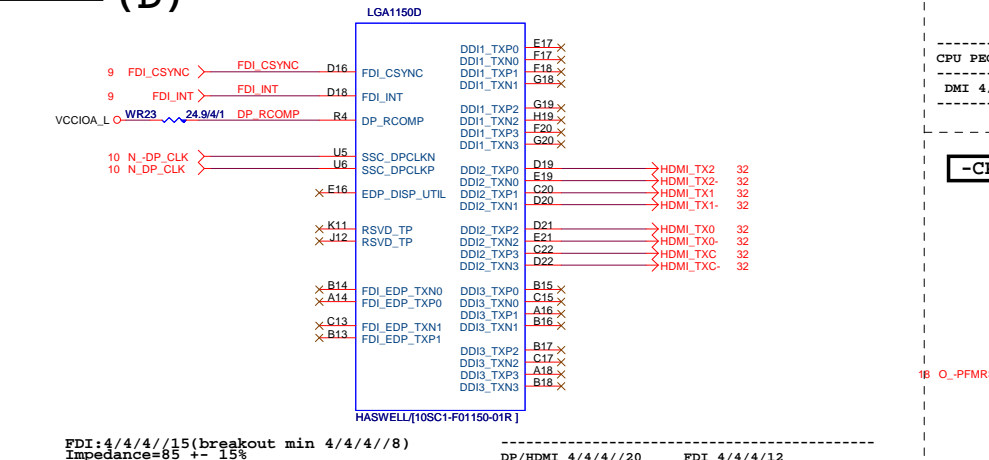 (D)
LGA1150D
9 FDI_CSYNC FDI_CSYNC D16 FDI_CSYNC
9 FDI_INT FDI_INT D18 FDI_INT
VCCIOA_L WR23 24.9/4/1 DP_RCOMP R4 DP_RCOMP
10 N_-DP_CLK U5 SSC_DPCLKN
10 N_DP_CLK U6 SSC_DPCLKP
E16 EDP_DISP_UTIL
K11 RSVD_TP
J12 RSVD_TP
B14 FDI_EDP_TXN0
A14 FDI_EDP_TXP0
C13 FDI_EDP_TXN1
B13 FDI_EDP_TXP1
DDI1_TXP0 E17
DDI1_TXN0 F17
DDI1_TXP1 F18
DDI1_TXN1 G18
DDI1_TXP2 G19
DDI1_TXN2 H19
DDI1_TXP3 F20
DDI1_TXN3 G20
DDI2_TXP0 D19 HDMI_TX2 32
DDI2_TXN0 E19 HDMI_TX2- 32
DDI2_TXP1 C20 HDMI_TX1 32
DDI2_TXN1 D20 HDMI_TX1- 32
DDI2_TXP2 D21 HDMI_TX0 32
DDI2_TXN2 E21 HDMI_TX0- 32
DDI2_TXP3 C22 HDMI_TXC 32
DDI2_TXN3 D22 HDMI_TXC- 32
DDI3_TXP0 B15
DDI3_TXN0 C15
DDI3_TXP1 A16
DDI3_TXN1 B16
DDI3_TXP2 B17
DDI3_TXN2 C17
DDI3_TXP3 A18
DDI3_TXN3 B18
HASWELL/[10SC1-F01150-01R ]
FDI:4/4/4//15(breakout min 4/4/4//8)
Impedance=85 +- 15%
DP/HDMI 4/4/4//20 FDI 4/4/4/12
CPU PE
DMI 4/
18 O_-PFMR